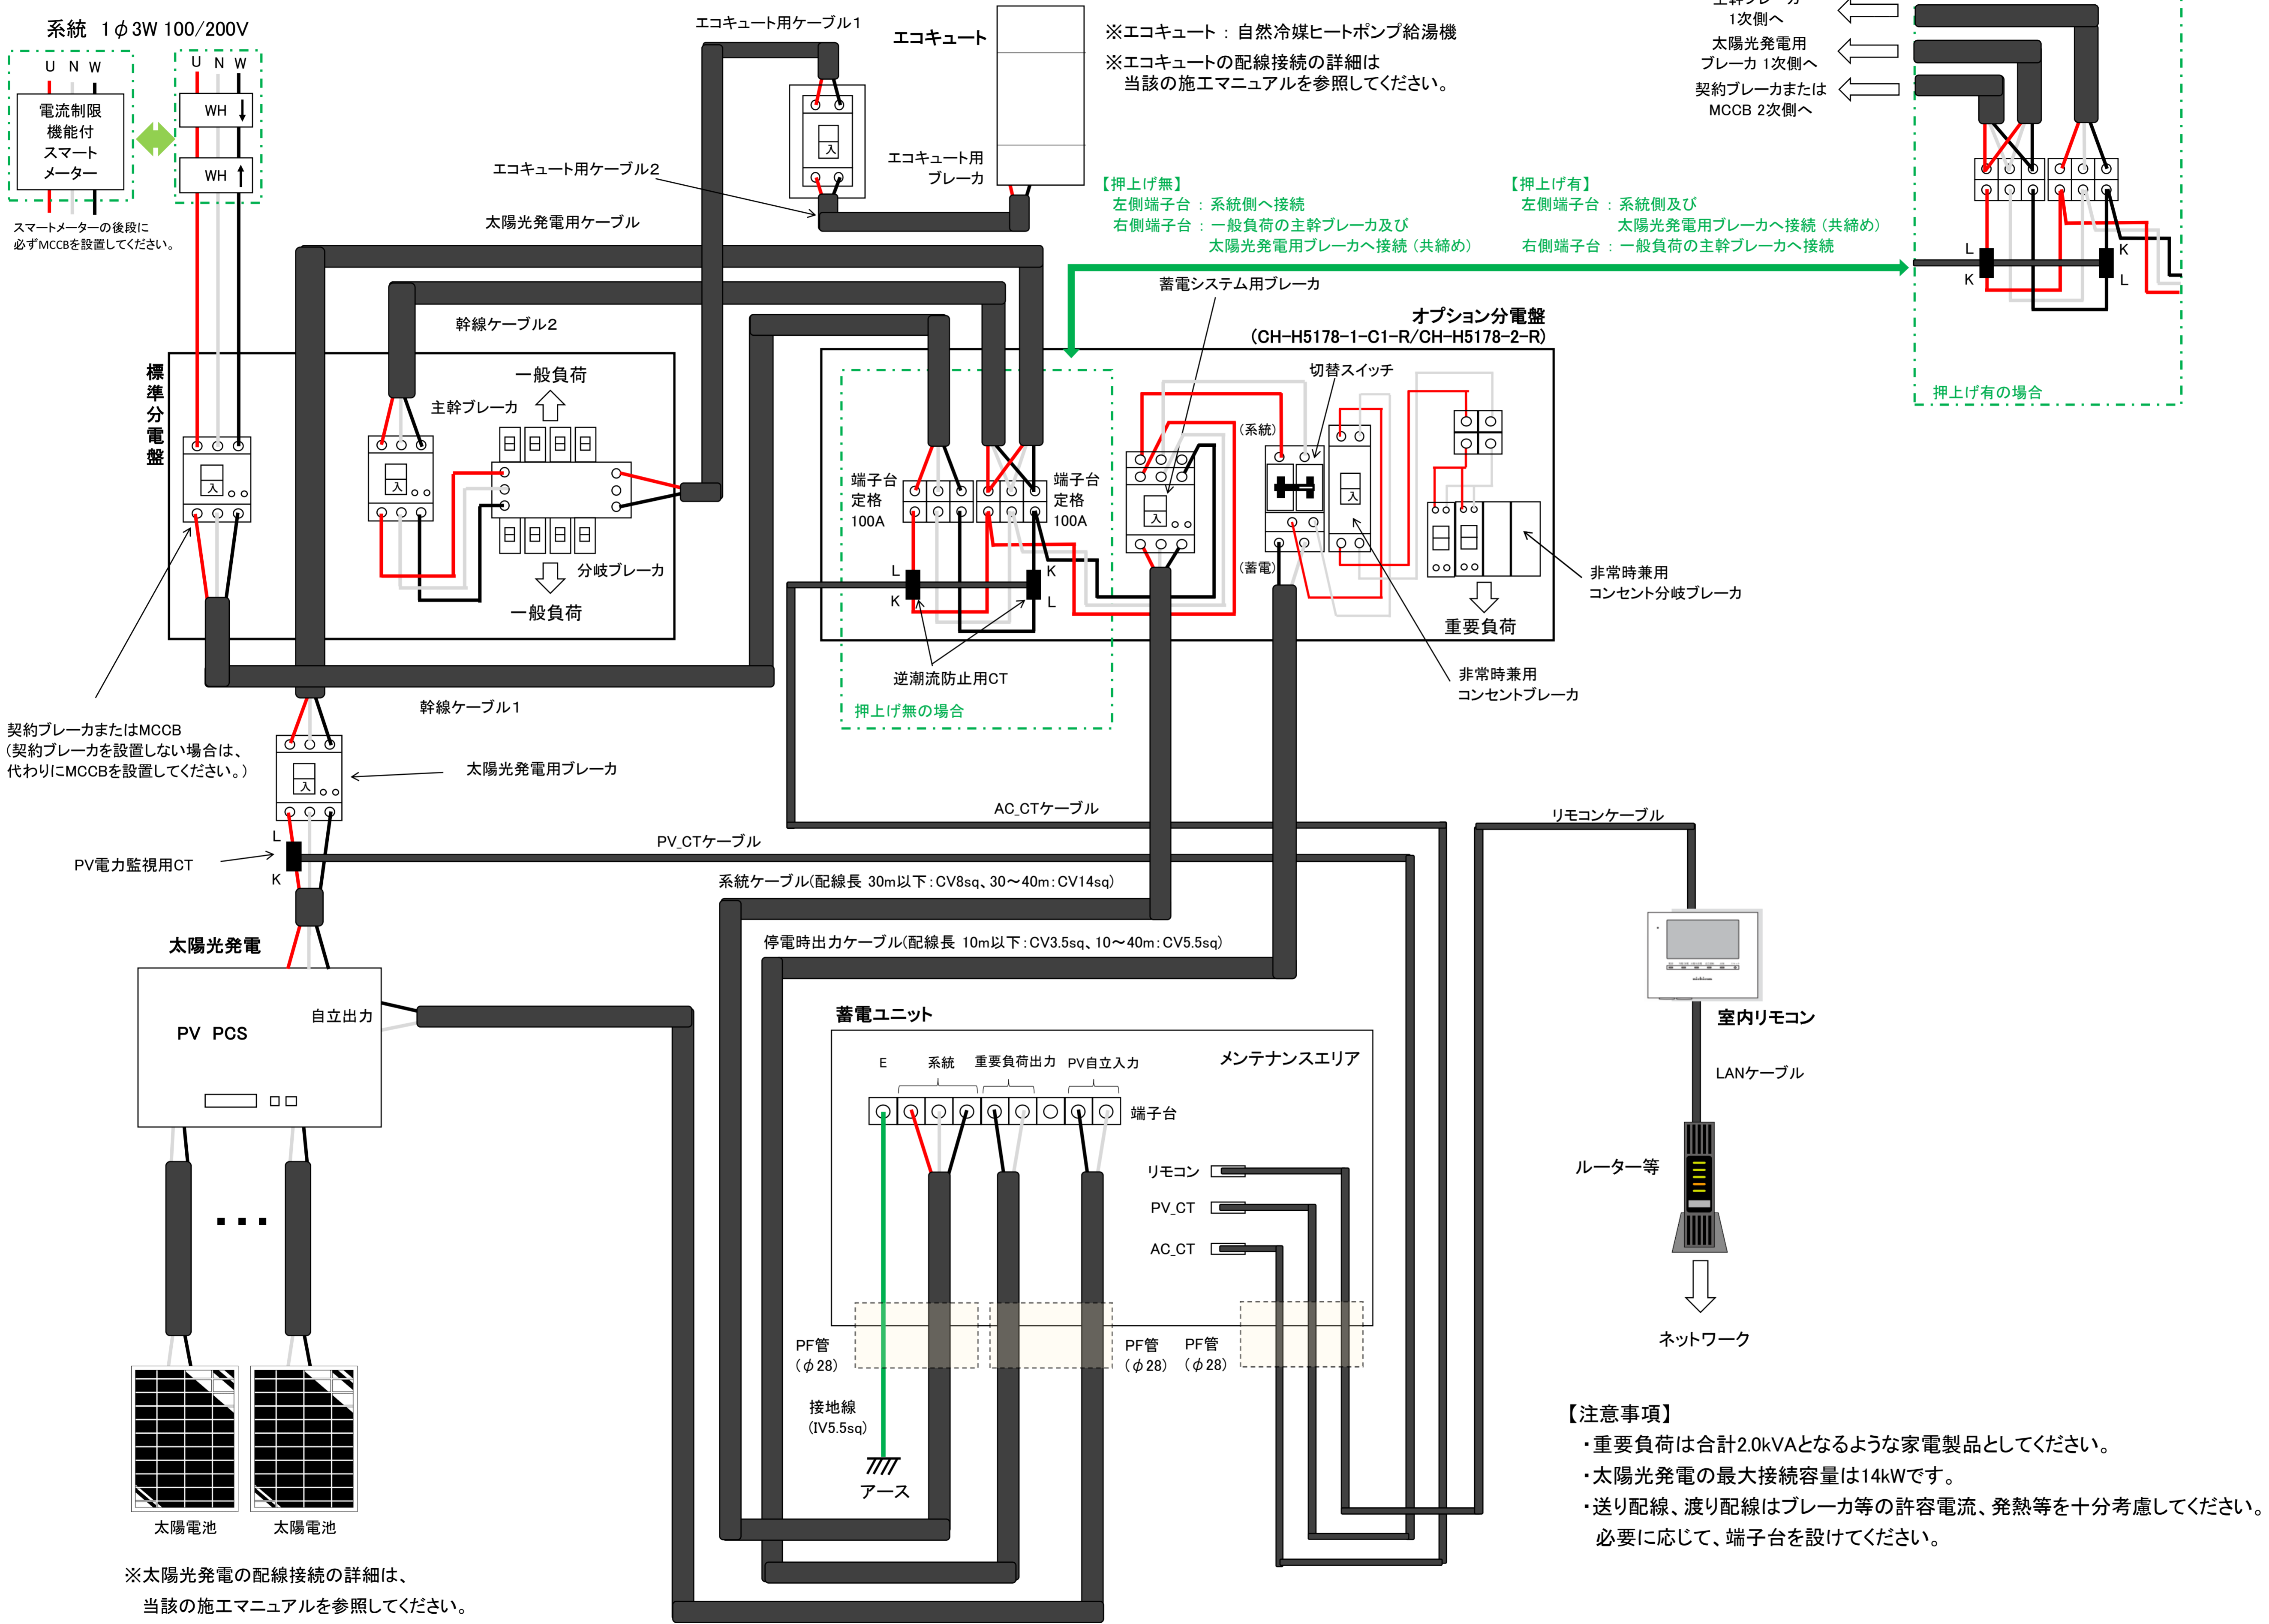 系統 1φ3W 100/200V
U N W
電流制限
機能付
スマート
メーター
U N W
WH
WH
スマートメーターの後段に
必ずMCCBを設置してください。
エコキュート用ケーブル1
エコキュート
※エコキュート : 自然冷媒ヒートポンプ給湯機
※エコキュートの配線接続の詳細は
当該の施工マニュアルを参照してください。
入
エコキュート用ケーブル2
エコキュート用
ブレーカ
太陽光発電用ケーブル
【押上げ無】
左側端子台 : 系統側へ接続
右側端子台 : 一般負荷の主幹ブレーカ及び
太陽光発電用ブレーカへ接続 (共締め)
【押上げ有】
左側端子台 : 系統側及び
太陽光発電用ブレーカへ接続 (共締め)
右側端子台 : 一般負荷の主幹ブレーカへ接続
1次側へ
太陽光発電用
ブレーカ 1次側へ
契約ブレーカまたは
MCCB 2次側へ
L
K
K
L
押上げ有の場合
蓄電システム用ブレーカ
オプション分電盤
(CH-H5178-1-C1-R/CH-H5178-2-R)
幹線ケーブル2
標準分電盤
入
主幹ブレーカ
入
一般負荷
分岐ブレーカ
一般負荷
端子台
定格
100A
端子台
定格
100A
L
K
K
L
入
切替スイッチ
(系統)
(蓄電)
入
重要負荷
非常時兼用
コンセント分岐ブレーカ
非常時兼用
コンセントブレーカ
逆潮流防止用CT
押上げ無の場合
幹線ケーブル1
契約ブレーカまたはMCCB
(契約ブレーカを設置しない場合は、
代わりにMCCBを設置してください。)
入
太陽光発電用ブレーカ
AC_CTケーブル
リモコンケーブル
L
K
PV電力監視用CT
PV_CTケーブル
系統ケーブル(配線長 30m以下:CV8sq、30～40m:CV14sq)
停電時出力ケーブル(配線長 10m以下:CV3.5sq、10～40m:CV5.5sq)
太陽光発電
PV PCS
自立出力
蓄電ユニット
メンテナンスエリア
E 系統 重要負荷出力 PV自立入力
端子台
リモコン
PV_CT
AC_CT
室内リモコン
LANケーブル
ルーター等
ネットワーク
PF管
(φ28)
PF管
(φ28)
PF管
(φ28)
接地線
(IV5.5sq)
アース
太陽電池
太陽電池
※太陽光発電の配線接続の詳細は、
当該の施工マニュアルを参照してください。
【注意事項】
・重要負荷は合計2.0kVAとなるような家電製品としてください。
・太陽光発電の最大接続容量は14kWです。
・送り配線、渡り配線はブレーカ等の許容電流、発熱等を十分考慮してください。
必要に応じて、端子台を設けてください。